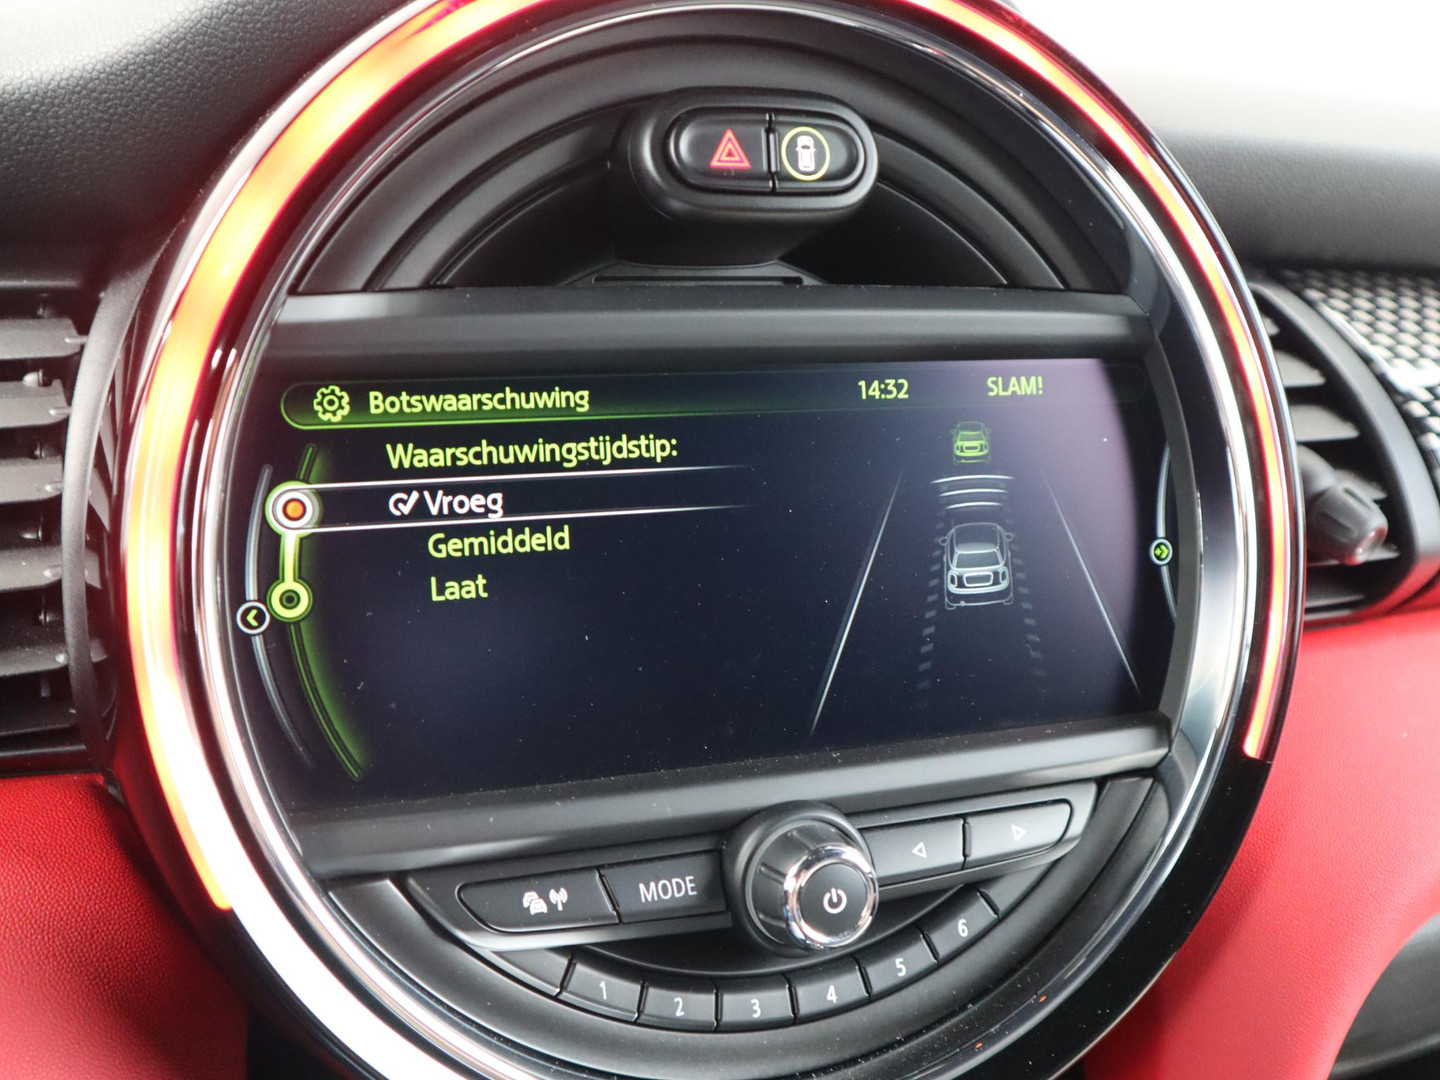 Botswaarschuwing 14:32 SLAM!
Waarschuwingstijdstip:
Vroeg
Gemiddeld
Laat
MODE
1 2 3 4 5 6